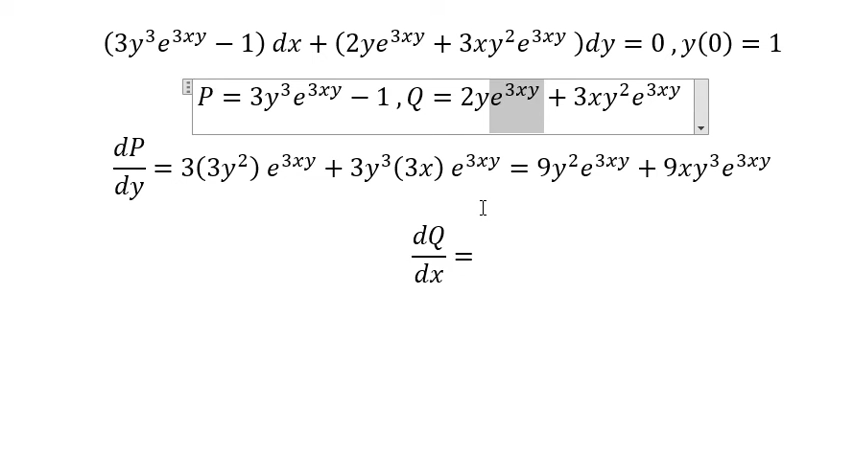 (3y³e³ˣʸ − 1) dx + (2ye³ˣʸ + 3xy²e³ˣʸ )dy = 0 , y(0) = 1
P = 3y³e³ˣʸ − 1 , Q = 2ye³ˣʸ + 3xy²e³ˣʸ
dP/dy = 3(3y²) e³ˣʸ + 3y³(3x) e³ˣʸ = 9y²e³ˣʸ + 9xy³e³ˣʸ
dQ/dx =